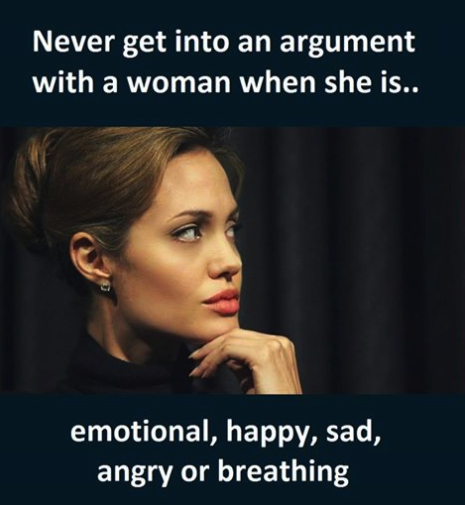 Never get into an argument
with a woman when she is..
emotional, happy, sad,
angry or breathing